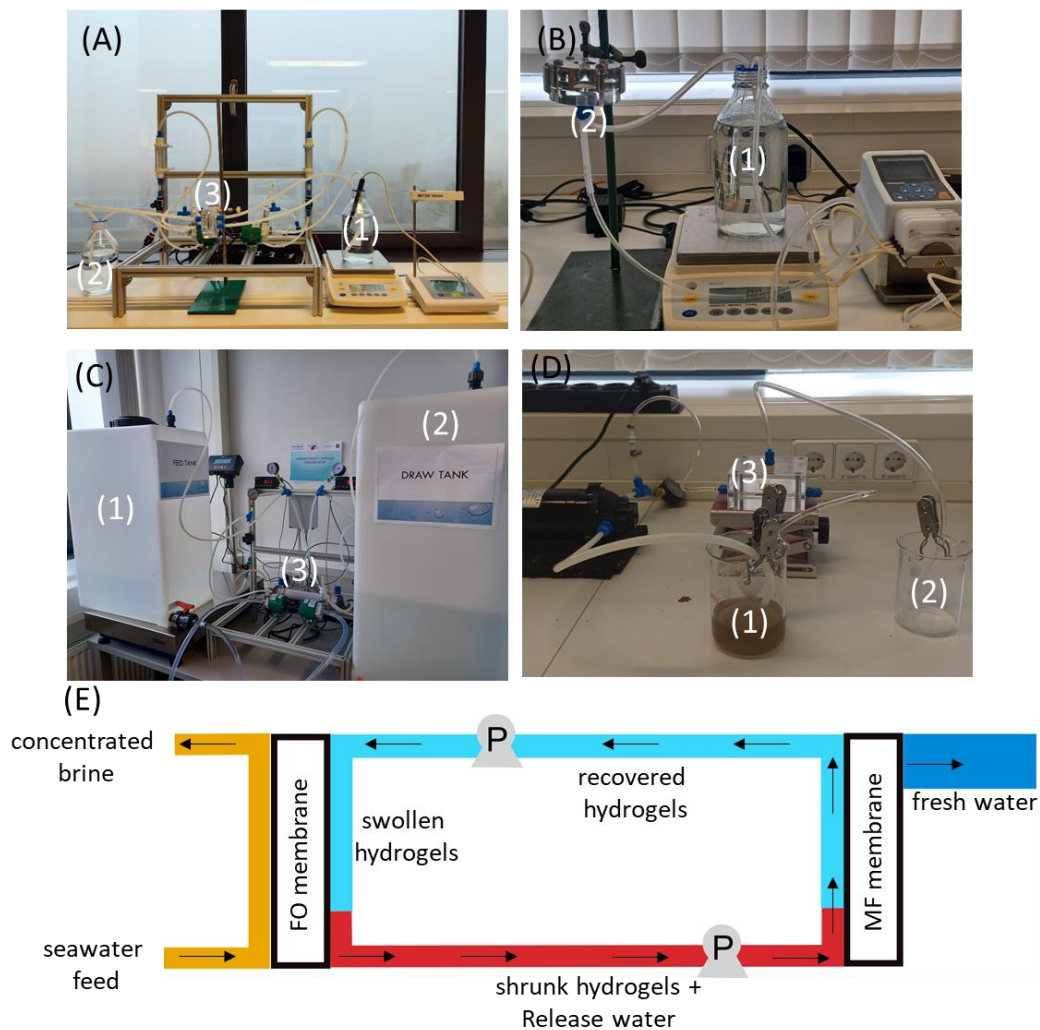 (A)
(3)
(1)
(2)
(B)
(2)
(1)
(C)
(2)
FEED TANK
DRAW TANK
(1)
(3)
(D)
(3)
(2)
(1)
(E)
P
concentrated
brine
recovered
hydrogels
fresh water
swollen
hydrogels
FO membrane
MF membrane
seawater
feed
P
shrunk hydrogels +
Release water